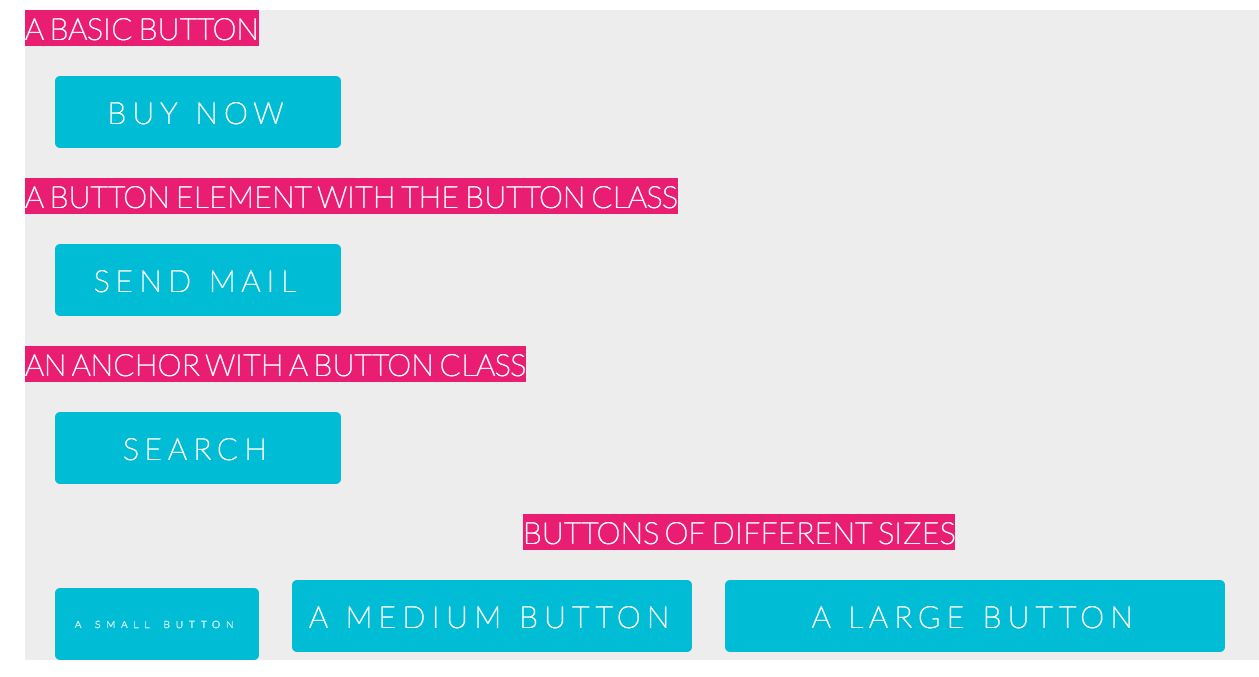 A BASIC BUTTON
BUY NOW
A BUTTON ELEMENT WITH THE BUTTON CLASS
SEND MAIL
AN ANCHOR WITH A BUTTON CLASS
SEARCH
BUTTONS OF DIFFERENT SIZES
A SMALL BUTTON
A MEDIUM BUTTON
A LARGE BUTTON